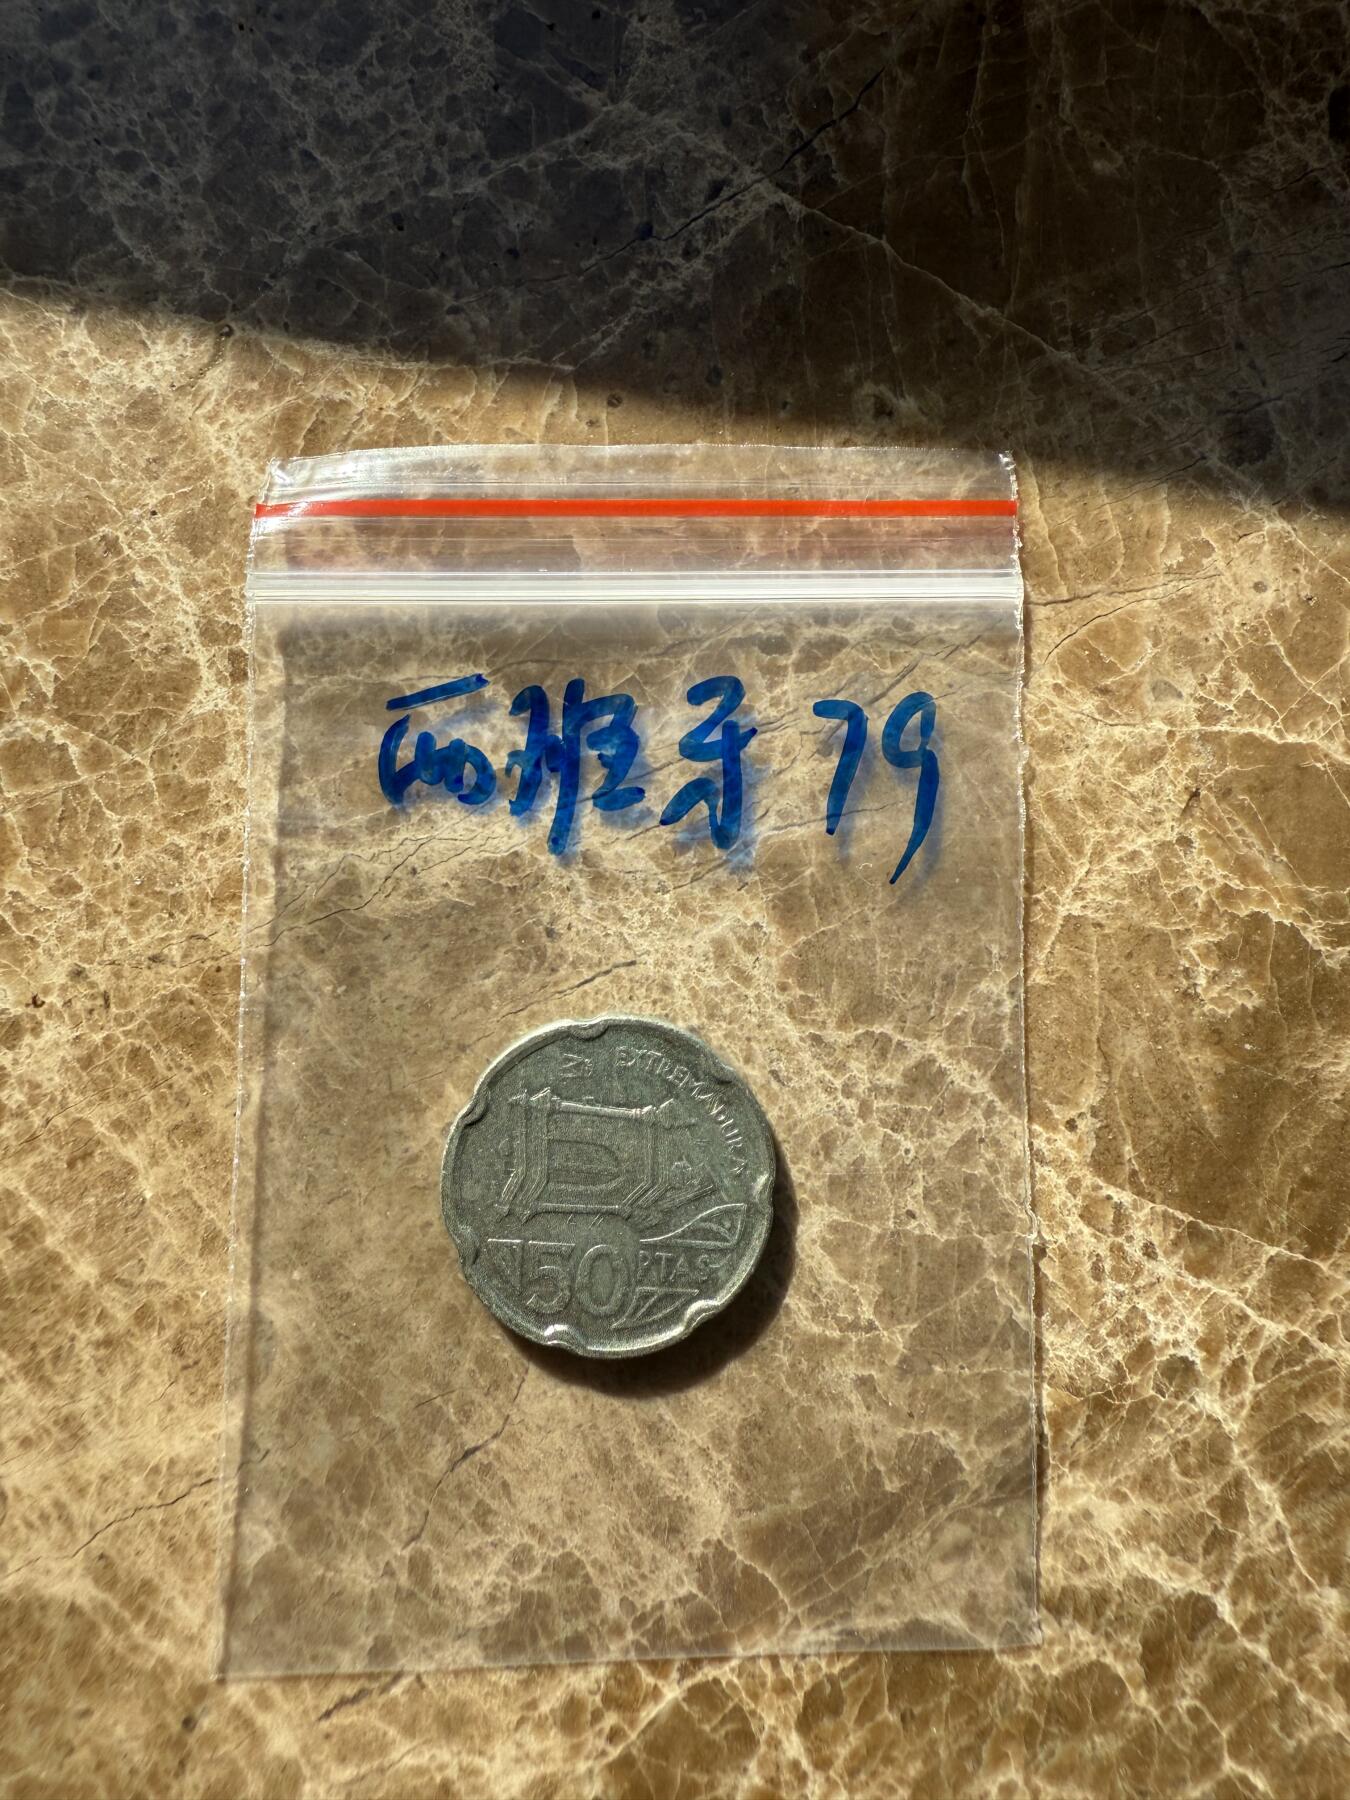 西班牙 79
EXTREMADURA
50 PTAS